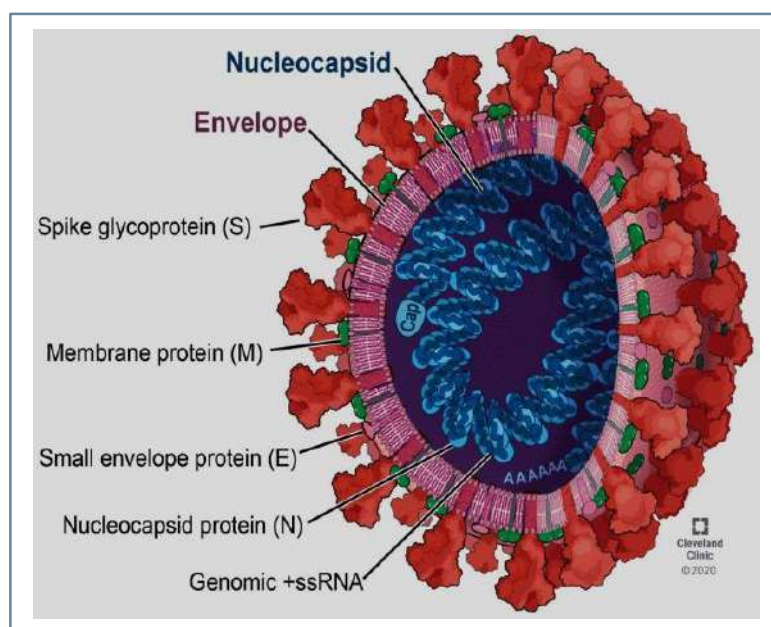 Nucleocapsid
Envelope
Spike glycoprotein (S)
Membrane protein (M)
Cap
Small envelope protein (E)
AAAAAA
Nucleocapsid protein (N)
Genomic +ssRNA
Cleveland
Clinic
©2020